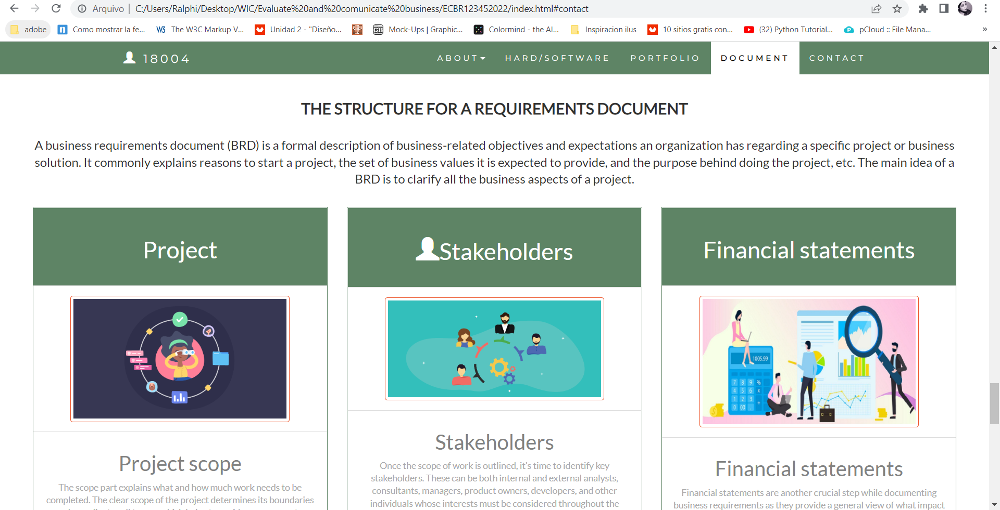 Arquivo | C:/Users/Ralphi/Desktop/WIC/Evaluate%20and%20comunicate%20business/ECBR123452022/index.html#contact
adobe Como mostrar la fe... The W3C Markup V... Unidad 2 - "Diseño... Mock-Ups | Graphic... Colormind - the AI... Inspiracion ilus 10 sitios gratis con... (32) Python Tutorial... pCloud :: File Mana... »
18004 ABOUT HARD/SOFTWARE PORTFOLIO DOCUMENT CONTACT
THE STRUCTURE FOR A REQUIREMENTS DOCUMENT
A business requirements document (BRD) is a formal description of business-related objectives and expectations an organization has regarding a specific project or business
solution. It commonly explains reasons to start a project, the set of business values it is expected to provide, and the purpose behind doing the project, etc. The main idea of a
BRD is to clarify all the business aspects of a project.
Project
Project scope
The scope part explains what and how much work needs to be
completed. The clear scope of the project determines its boundaries
Stakeholders
Stakeholders
Once the scope of work is outlined, it's time to identify key
stakeholders. These can be both internal and external analysts,
consultants, managers, product owners, developers, and other
individuals whose interests must be considered throughout the
Financial statements
1005.99
7 8 9 %
4 5 6 x
1 2 3 +
0 00 .
Financial statements
Financial statements are another crucial step while documenting
business requirements as they provide a general view of what impact